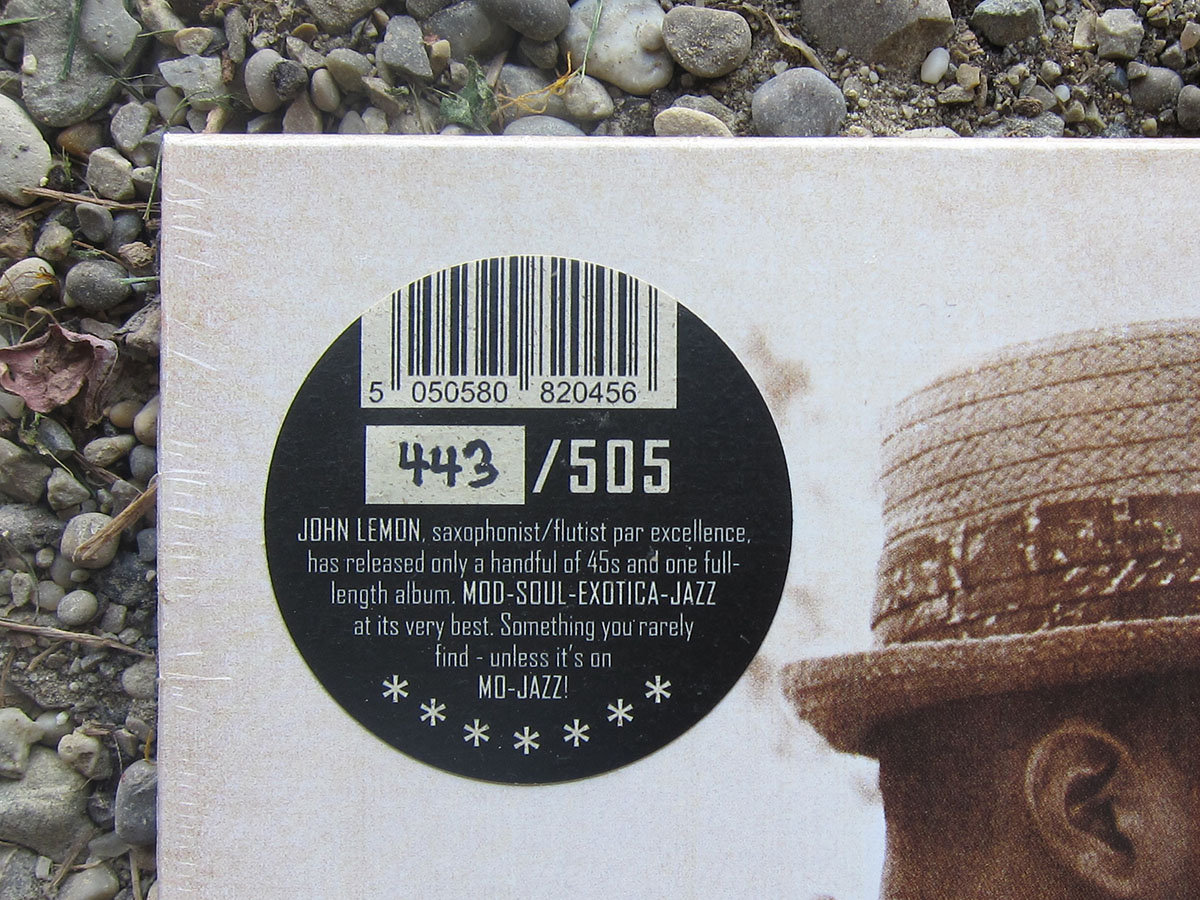 5 050580 820456
443 /505
JOHN LEMON, saxophonist/flutist par excellence,
has released only a handful of 45s and one full-
length album. MOD-SOUL-EXOTICA-JAZZ
at its very best. Something you rarely
find - unless it's on
MO-JAZZ!
* * * * * * *